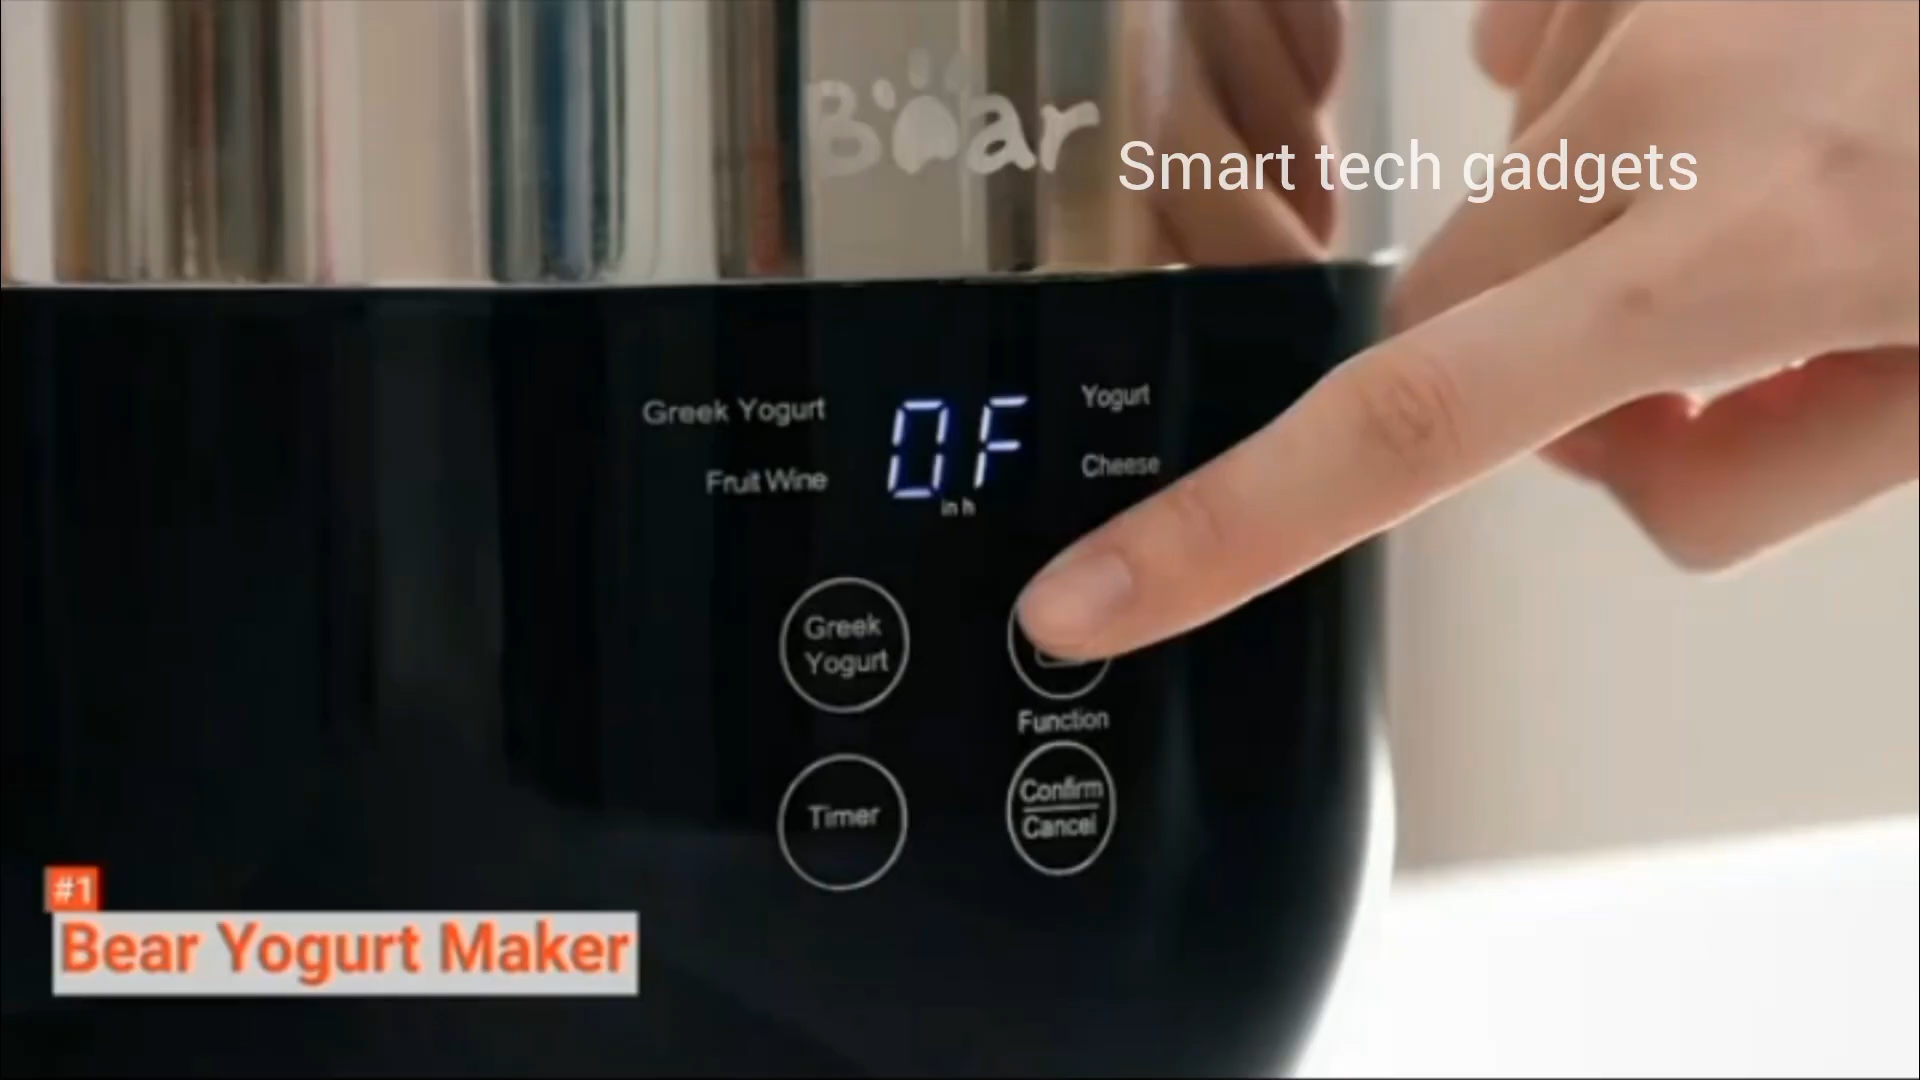 Bear
Smart tech gadgets
Greek Yogurt
0F
Yogurt
Fruit Wine
Cheese
in h
Greek
Yogurt
Function
Timer
Confirm
Cancel
#1
Bear Yogurt Maker